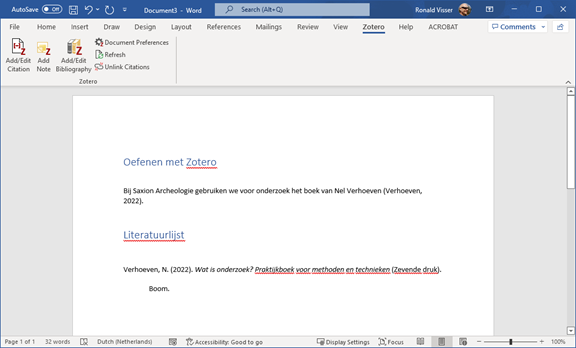 AutoSave Off Document3 - Word Search (Alt+Q) Ronald Visser
File Home Insert Draw Design Layout References Mailings Review View Zotero Help ACROBAT Comments
Add/Edit Citation
Add Note
Add/Edit Bibliography
Document Preferences
Refresh
Unlink Citations
Zotero
Oefenen met Zotero
Bij Saxion Archeologie gebruiken we voor onderzoek het boek van Nel Verhoeven (Verhoeven,
2022).
Literatuurlijst
Verhoeven, N. (2022). Wat is onderzoek? Praktijkboek voor methoden en technieken (Zevende druk).
Boom.
Page 1 of 1 32 words Dutch (Netherlands) Accessibility: Good to go Display Settings Focus 100%